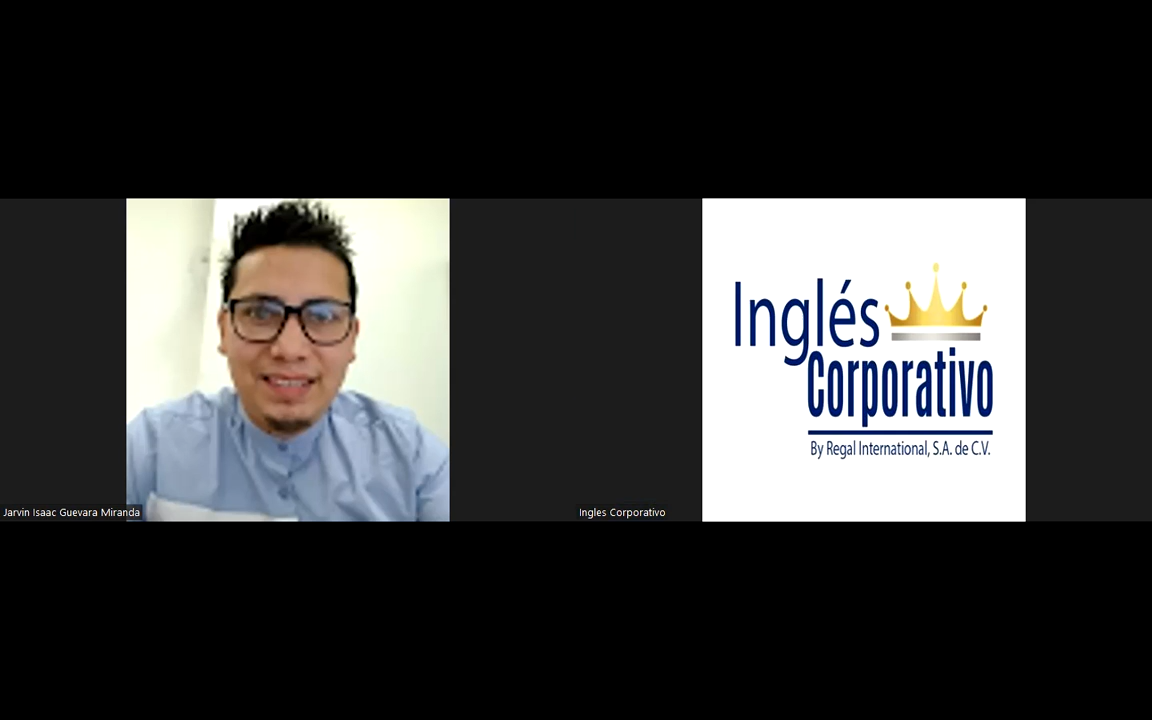 Inglés
Corporativo
By Regal International, S.A. de C.V.
Jarvin Isaac Guevara Miranda
Ingles Corporativo